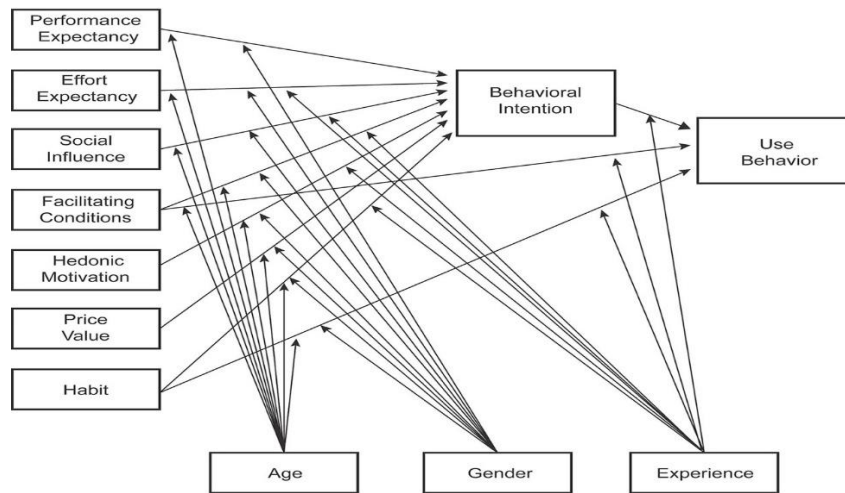 Performance
Expectancy
Effort
Expectancy
Social
Influence
Facilitating
Conditions
Hedonic
Motivation
Price
Value
Habit
Behavioral
Intention
Use
Behavior
Age
Gender
Experience